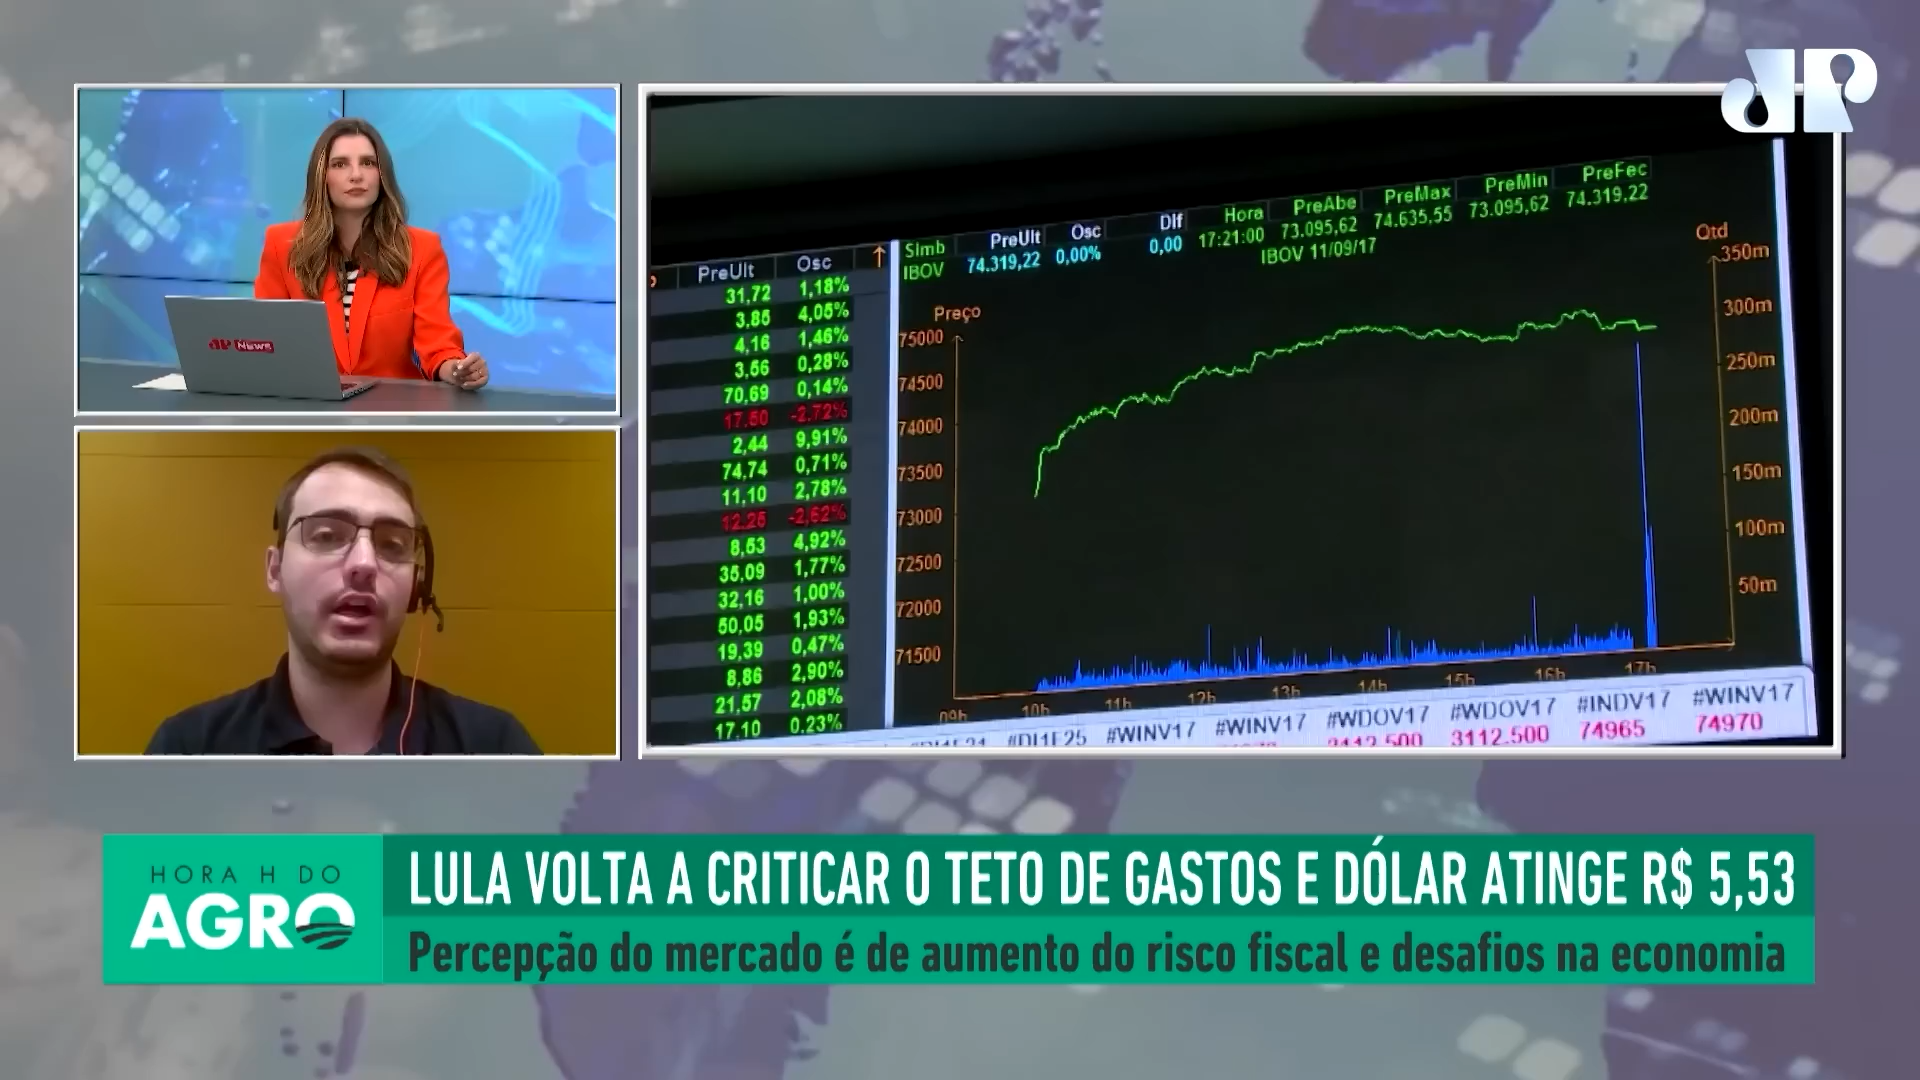 JP
JP NEWS
PreUlt Osc ↑
31,72 1,18%
3,85 4,05%
4,16 1,46%
3,56 0,28%
70,69 0,14%
17,50 -2,72%
2,44 9,91%
74,74 0,71%
11,10 2,78%
12,25 -2,62%
8,53 4,92%
35,09 1,77%
32,16 1,00%
50,05 1,93%
19,39 0,47%
8,86 2,90%
21,57 2,08%
17,10 0,23%
Simb PreUlt Osc Dif Hora PreAbe PreMax PreMin PreFec
IBOV 74.319,22 0,00% 0,00 17:21:00 73.095,62 74.635,55 73.095,62 74.319,22
IBOV 11/09/17
Preço
Qtd
75000
74500
74000
73500
73000
72500
72000
71500
350m
300m
250m
200m
150m
100m
50m
09h 10h 11h 12h 13h 14h 15h 16h 17h
#DI1F21 #DI1F25 #WINV17 #WINV17 #WDOV17 #WDOV17 #INDV17 #WINV17
3112.500 3112.500 74965 74970
HORA H DO
AGRO
LULA VOLTA A CRITICAR O TETO DE GASTOS E DÓLAR ATINGE R$ 5,53
Percepção do mercado é de aumento do risco fiscal e desafios na economia